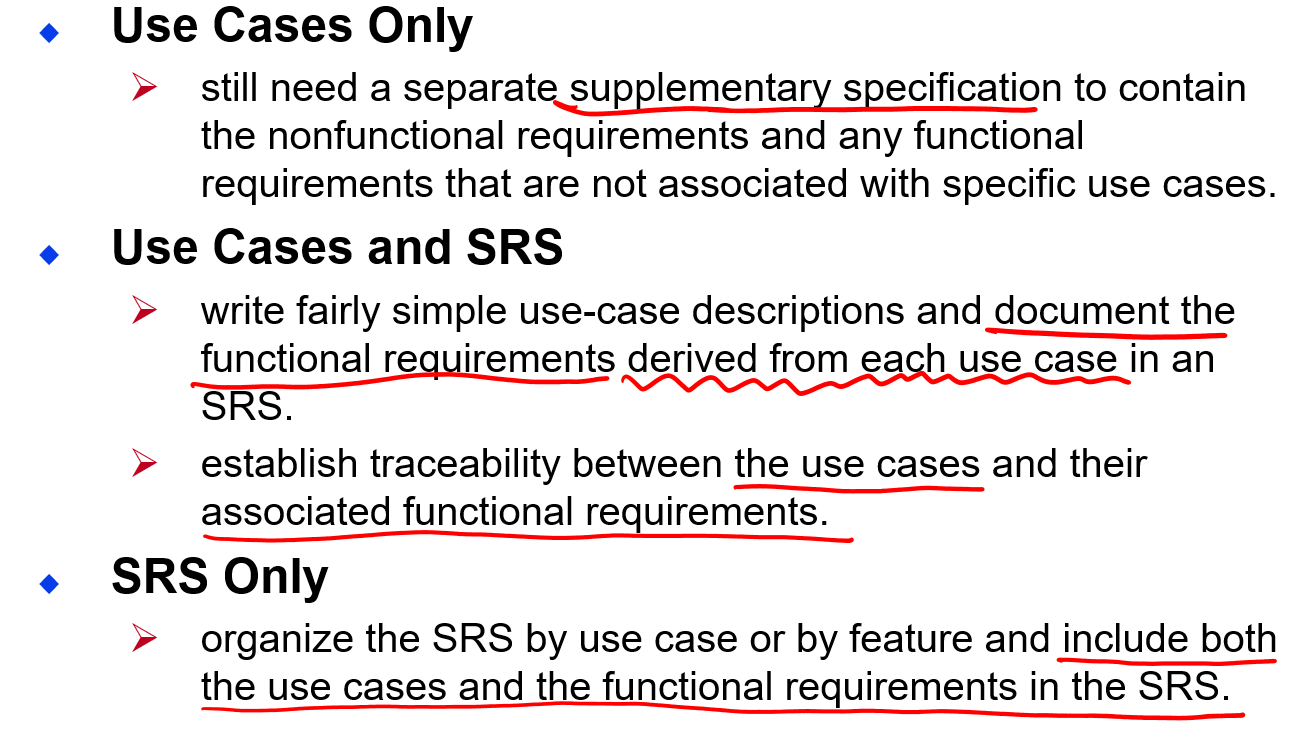 Use Cases Only
still need a separate supplementary specification to contain
the nonfunctional requirements and any functional
requirements that are not associated with specific use cases.
Use Cases and SRS
write fairly simple use-case descriptions and document the
functional requirements derived from each use case in an
SRS.
establish traceability between the use cases and their
associated functional requirements.
SRS Only
organize the SRS by use case or by feature and include both
the use cases and the functional requirements in the SRS.